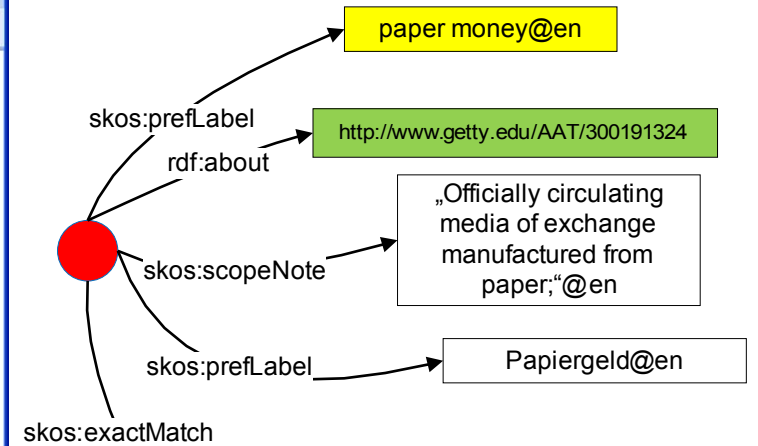 paper money@en
skos:prefLabel
http://www.getty.edu/AAT/300191324
rdf:about
„Officially circulating
media of exchange
manufactured from
paper;“@en
skos:scopeNote
Papiergeld@en
skos:prefLabel
skos:exactMatch